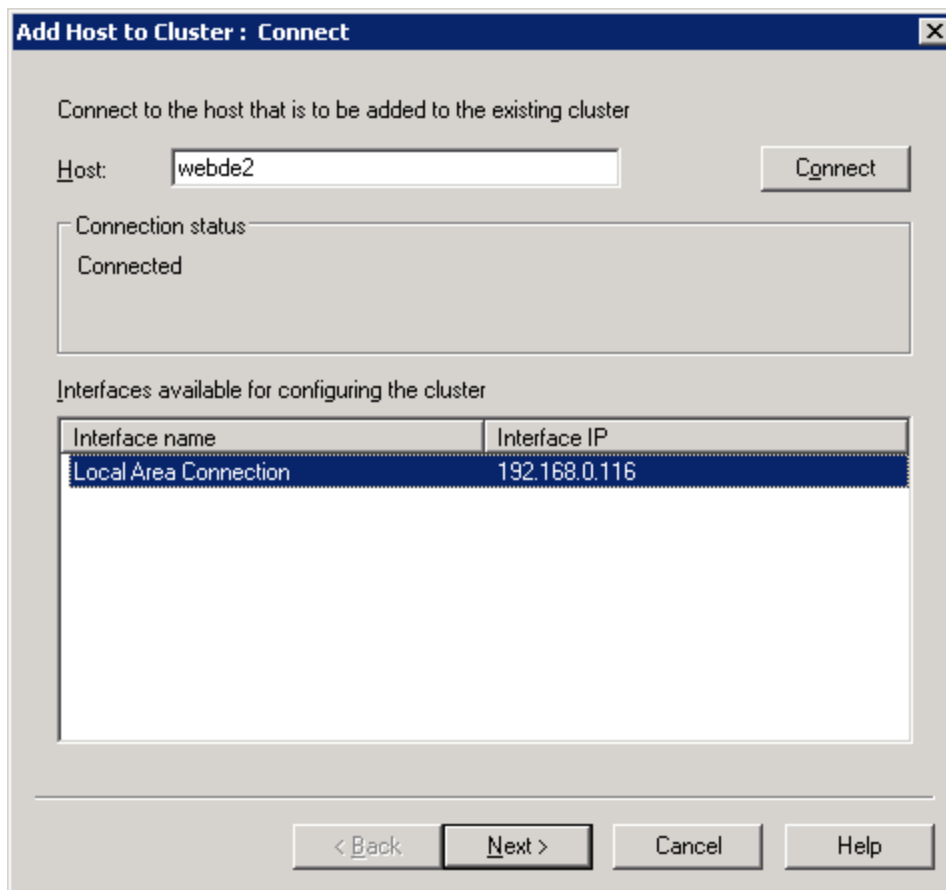 Add Host to Cluster :  Connect
Connect to the host that is to be added to the existing cluster
Host: webde2 Connect
Connection status
Connected
Interfaces available for configuring the cluster
Interface name Interface IP
Local Area Connection 192.168.0.116
< Back Next > Cancel Help